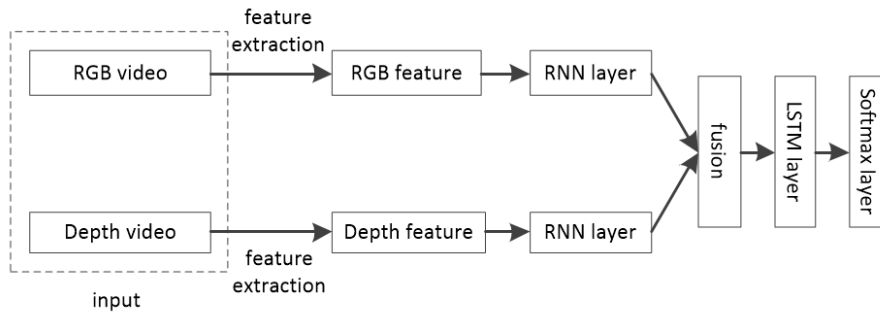 feature
extraction
RGB video
RGB feature
RNN layer
fusion
LSTM layer
Softmax layer
Depth video
Depth feature
RNN layer
feature
extraction
input